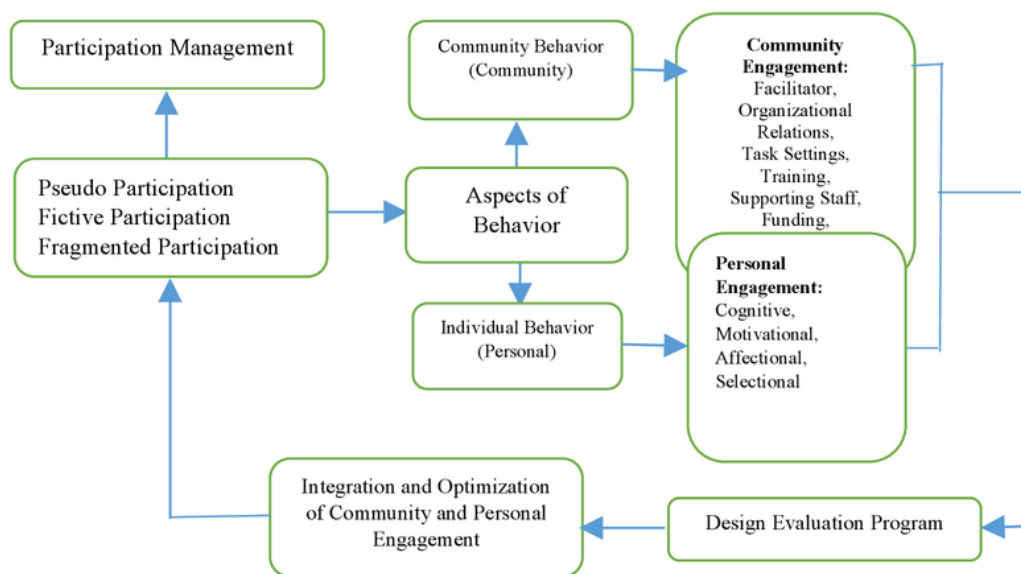 Participation Management
Pseudo Participation
Fictive Participation
Fragmented Participation
Community Behavior
(Community)
Aspects of
Behavior
Individual Behavior
(Personal)
Community
Engagement:
Facilitator,
Organizational
Relations,
Task Settings,
Training,
Supporting Staff,
Funding,
Personal
Engagement:
Cognitive,
Motivational,
Affectional,
Selectional
Integration and Optimization
of Community and Personal
Engagement
Design Evaluation Program